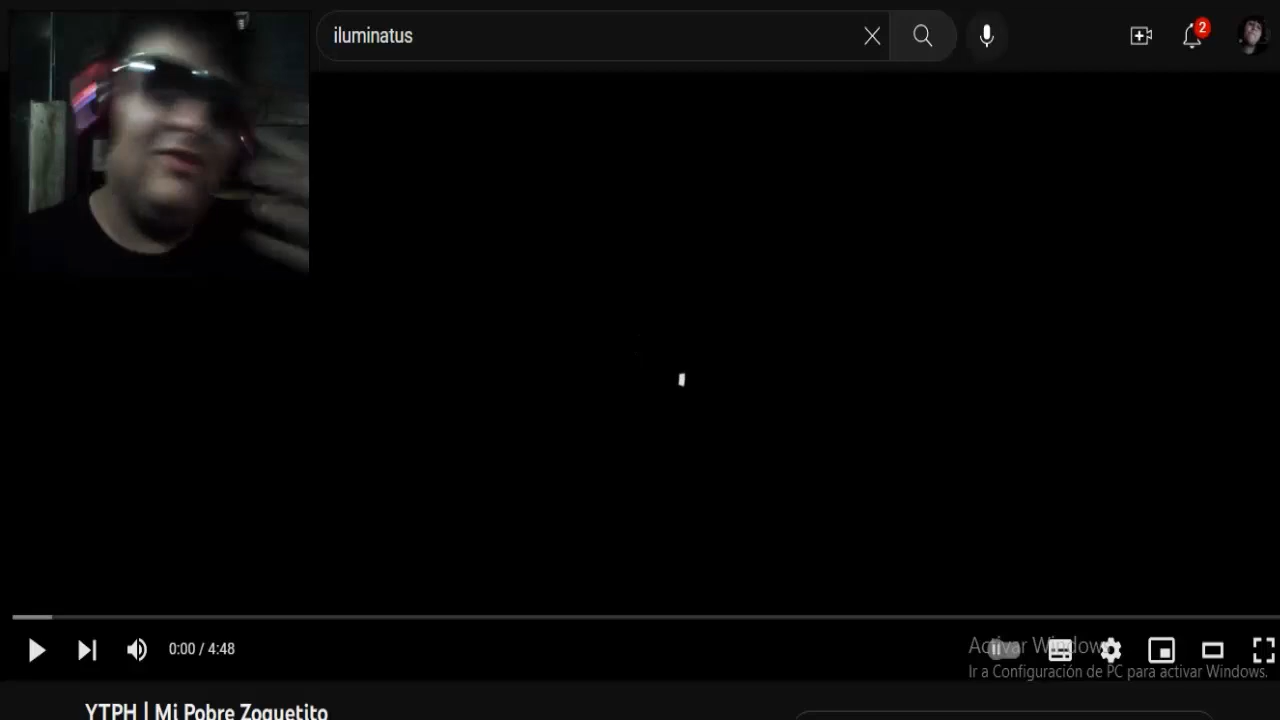 iluminatus
2
0:00 / 4:48
Activar Windows
Ir a Configuración de PC para activar Windows.
YTPH | Mi Pobre Zoquetito